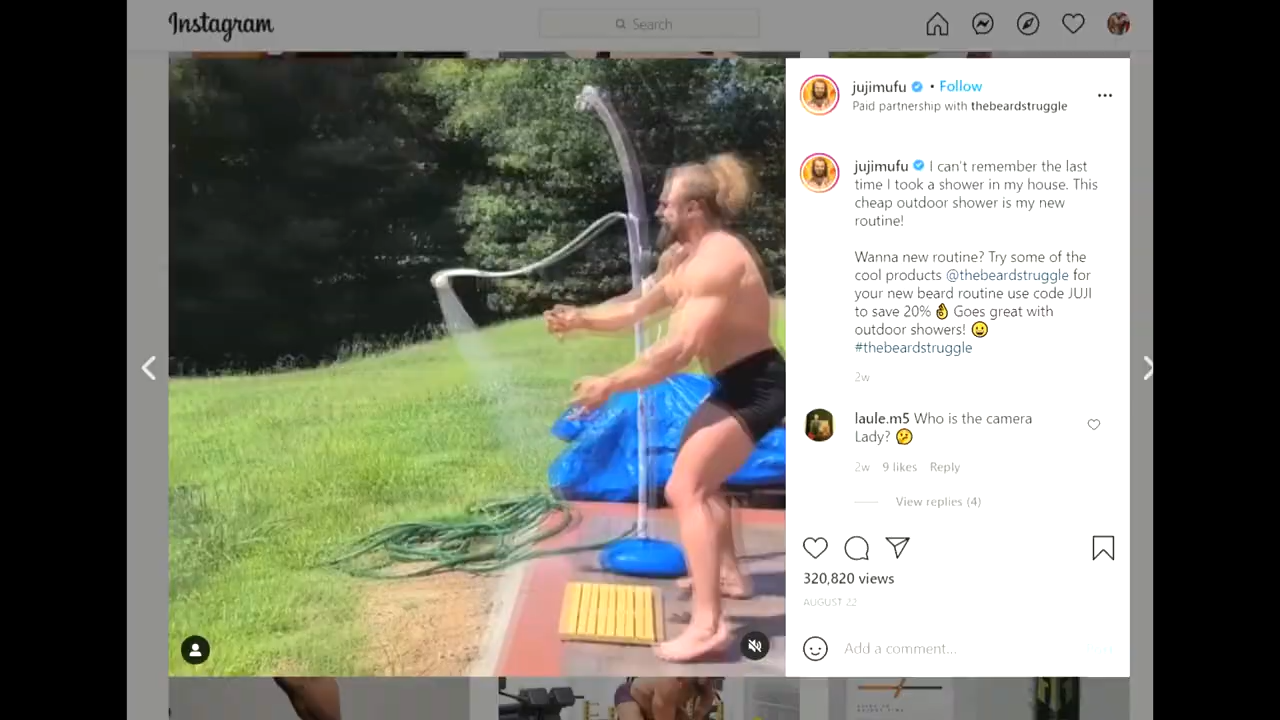 Instagram
Search
jujimufu • Follow
Paid partnership with thebeardstruggle
jujimufu I can't remember the last
time I took a shower in my house. This
cheap outdoor shower is my new
routine!
Wanna new routine? Try some of the
cool products @thebeardstruggle for
your new beard routine use code JUJI
to save 20% 👌 Goes great with
outdoor showers! 😀
#thebeardstruggle
2w
laule.m5 Who is the camera
Lady? 🤔
2w 9 likes Reply
View replies (4)
320,820 views
AUGUST 22
Add a comment...